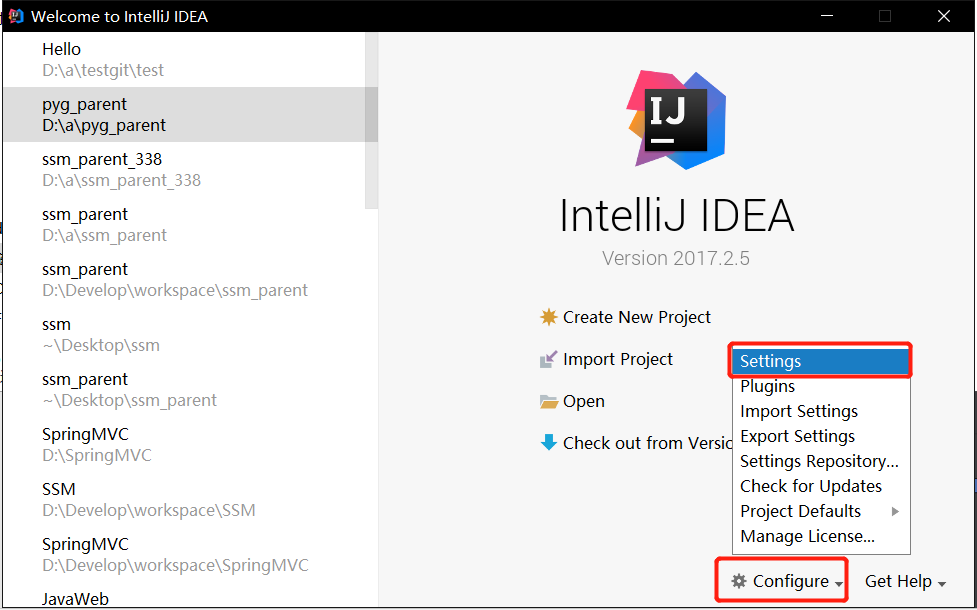 Welcome to IntelliJ IDEA
Hello
D:\a\testgit\test
pyg_parent
D:\a\pyg_parent
ssm_parent_338
D:\a\ssm_parent_338
ssm_parent
D:\a\ssm_parent
ssm_parent
D:\Develop\workspace\ssm_parent
ssm
~\Desktop\ssm
ssm_parent
~\Desktop\ssm_parent
SpringMVC
D:\SpringMVC
SSM
D:\Develop\workspace\SSM
SpringMVC
D:\Develop\workspace\SpringMVC
JavaWeb
IJ
IntelliJ IDEA
Version 2017.2.5
Create New Project
Import Project
Open
Check out from Versio
Settings
Plugins
Import Settings
Export Settings
Settings Repository...
Check for Updates
Project Defaults
Manage License...
Configure
Get Help